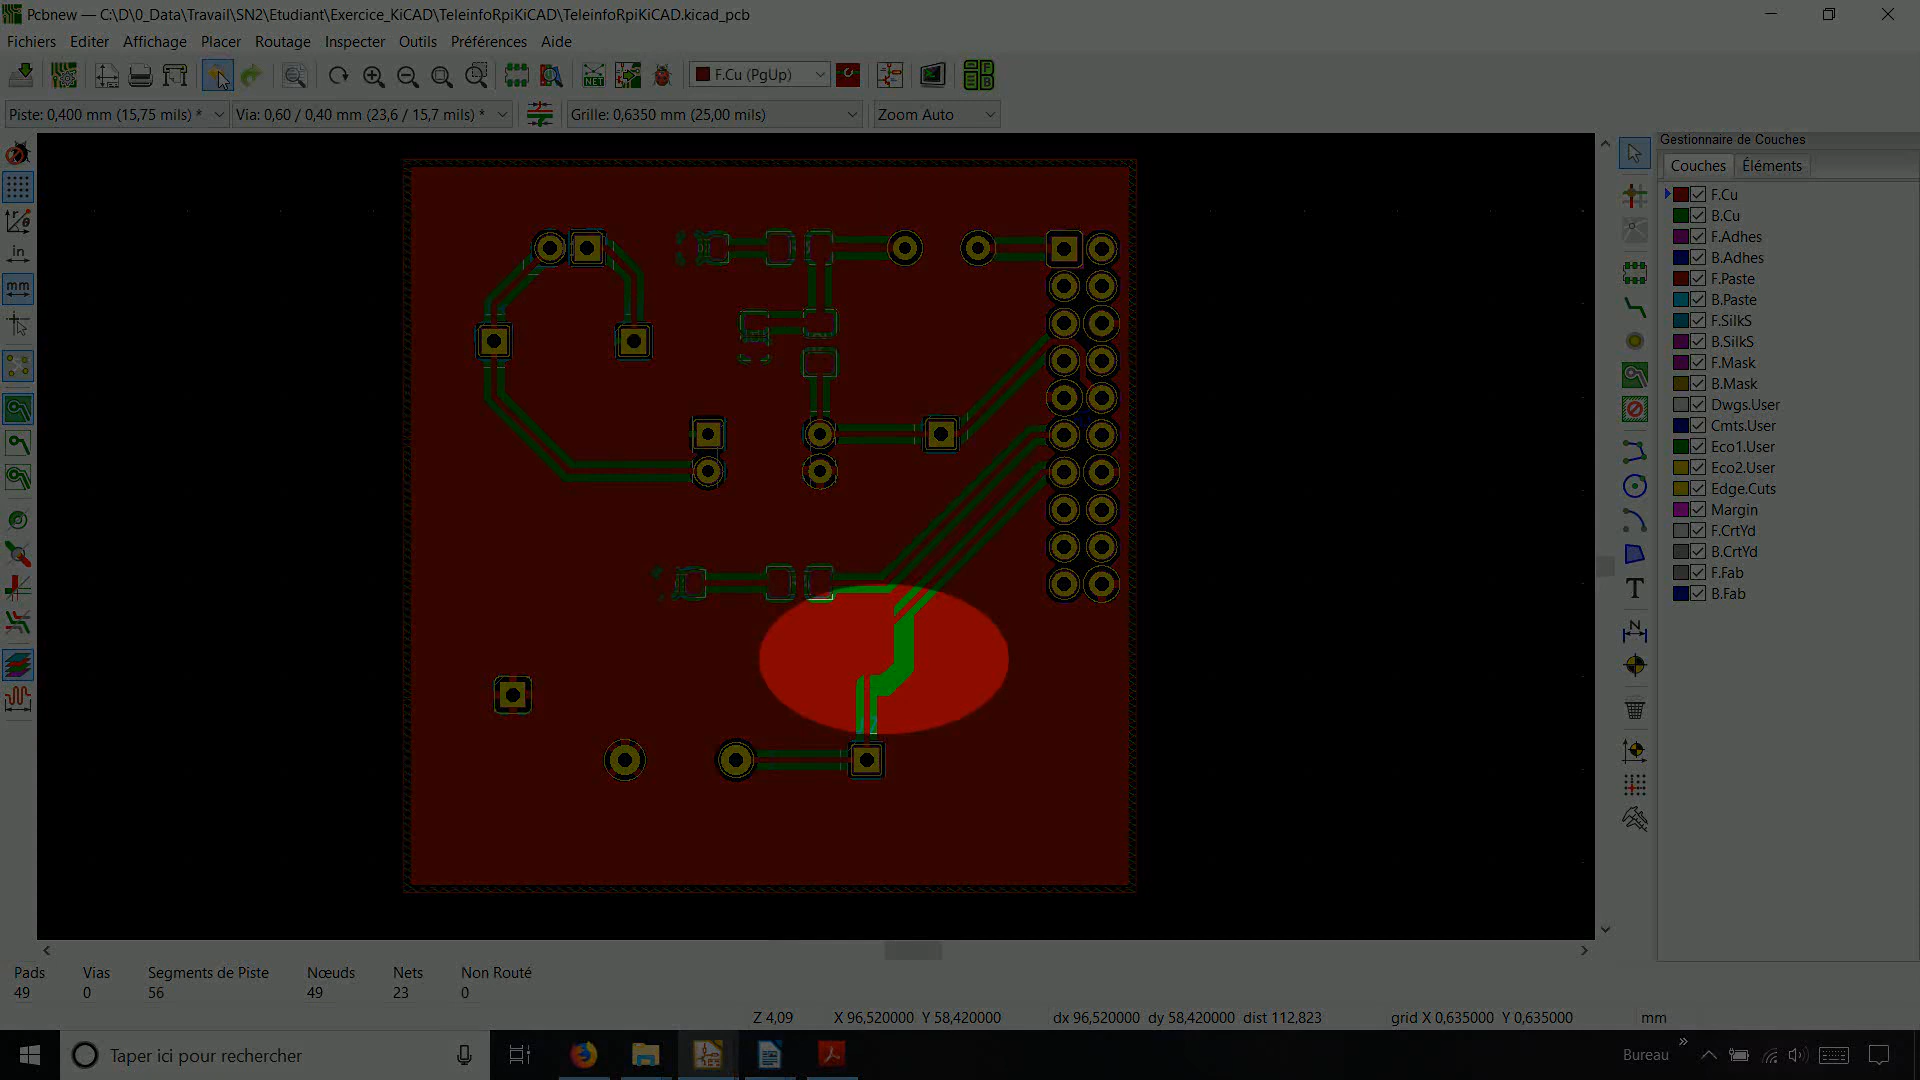 Pcbnew — C:\D\0_Data\Travail\SN2\Etudiant\Exercice_KiCAD\TeleinfoRpiKiCAD\TeleinfoRpiKiCAD.kicad_pcb
Fichiers Editer Affichage Placer Routage Inspecter Outils Préférences Aide
NET F.Cu (PgUp) F B
Piste: 0,400 mm (15,75 mils) * Via: 0,60 / 0,40 mm (23,6 / 15,7 mils) * Grille: 0,6350 mm (25,00 mils) Zoom Auto
in
mm
Gestionnaire de Couches
Couches Éléments
F.Cu
B.Cu
F.Adhes
B.Adhes
F.Paste
B.Paste
F.SilkS
B.SilkS
F.Mask
B.Mask
Dwgs.User
Cmts.User
Eco1.User
Eco2.User
Edge.Cuts
Margin
F.CrtYd
B.CrtYd
F.Fab
B.Fab
T
N
Pads Vias Segments de Piste Nœuds Nets Non Routé
49 0 56 49 23 0
Z 4,09 X 96,520000 Y 58,420000 dx 96,520000 dy 58,420000 dist 112,823 grid X 0,635000 Y 0,635000 mm
Taper ici pour rechercher Bureau »